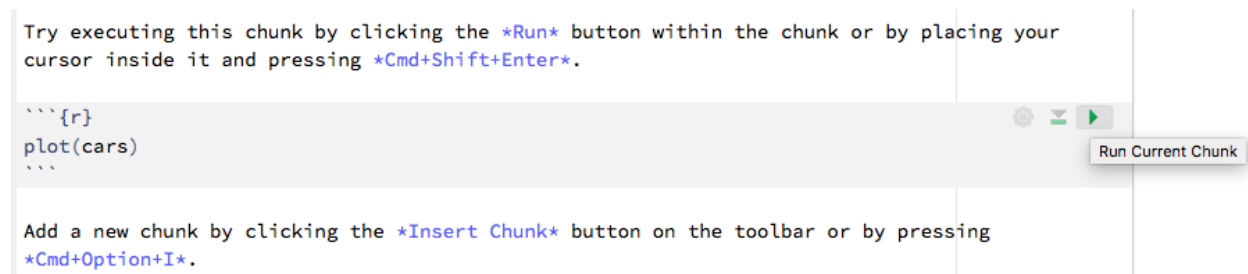 Try executing this chunk by clicking the *Run* button within the chunk or by placing your
cursor inside it and pressing *Cmd+Shift+Enter*.
```{r}
plot(cars)
Run Current Chunk
```
Add a new chunk by clicking the *Insert Chunk* button on the toolbar or by pressing
*Cmd+Option+I*.